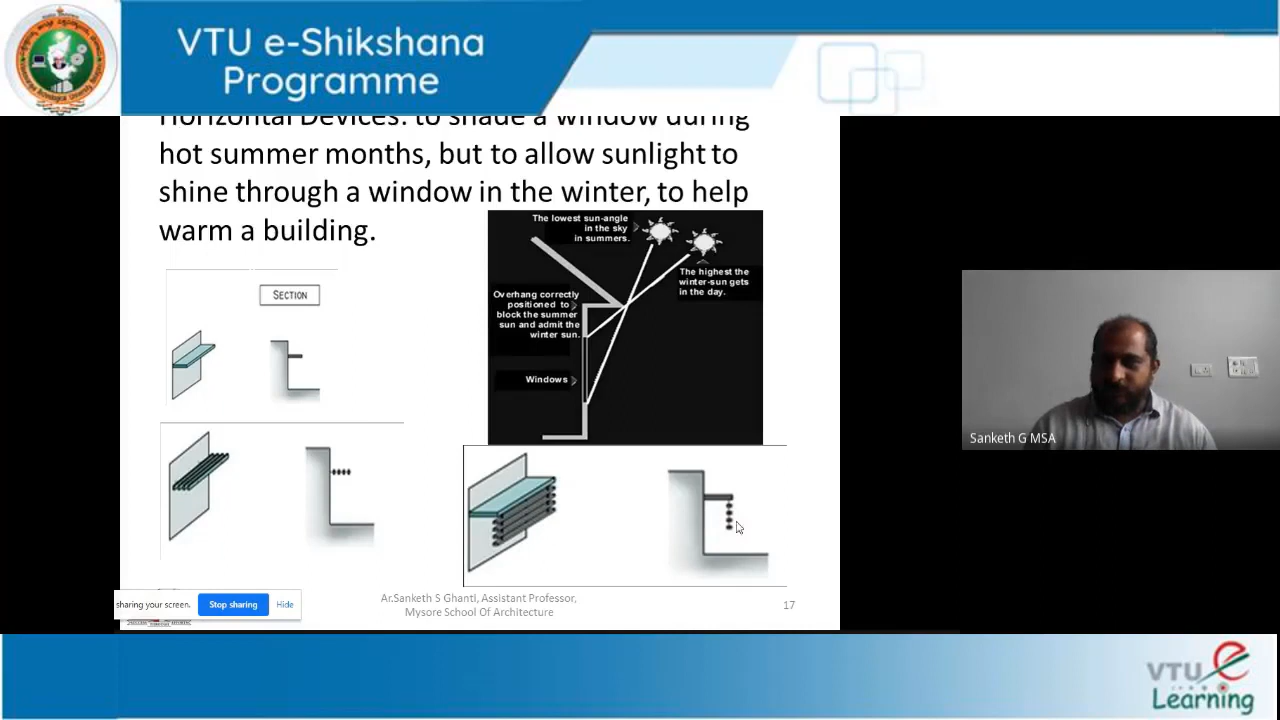 VTU e-Shikshana
Programme
Horizontal Devices: to shade a window during
hot summer months, but to allow sunlight to
shine through a window in the winter, to help
warm a building.
The lowest sun-angle
in the sky
in summers.
The highest the
winter-sun gets
in the day.
Overhang correctly
positioned to
block the summer
sun and admit the
winter sun.
Windows
SECTION
Sanketh G MSA
sharing your screen.
Stop sharing
Hide
Ar.Sanketh S Ghanti, Assistant Professor,
Mysore School Of Architecture
17
VTU e
Learning